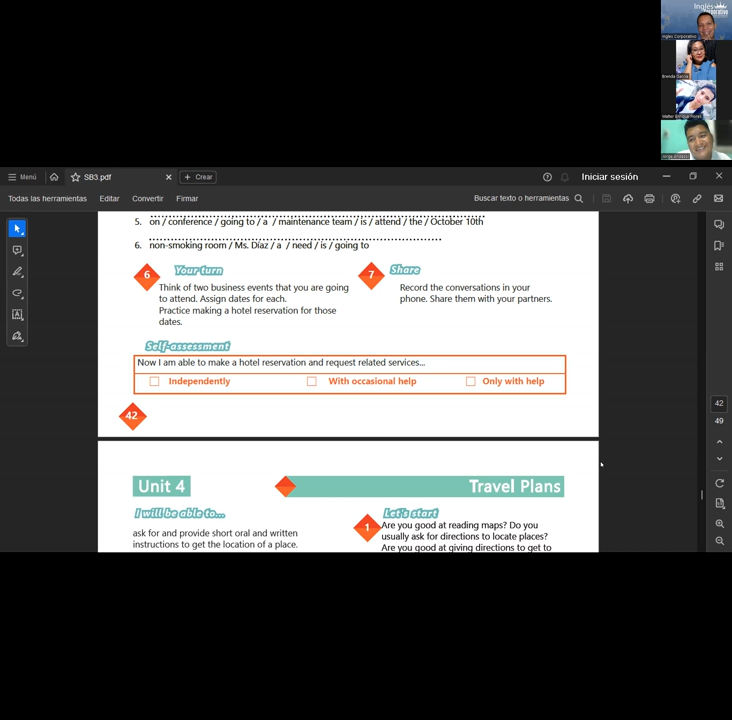 Inglés
Corporativo
Inglés Corporativo
Brenda García
Menú
SB3.pdf
Crear
Iniciar sesión
Todas las herramientas
Editar
Convertir
Firmar
Buscar texto o herramientas
5. on / conference / going to / a / maintenance team / is / attend / the / October 10th
6. non-smoking room / Ms. Díaz / a / need / is / going to
6
Your turn
Think of two business events that you are going
to attend. Assign dates for each.
Practice making a hotel reservation for those
dates.
7
Share
Record the conversations in your
phone. Share them with your partners.
Self-assessment
Now I am able to make a hotel reservation and request related services...
Independently
With occasional help
Only with help
42
42
49
Unit 4
Travel Plans
I will be able to...
ask for and provide short oral and written
instructions to get the location of a place.
Let's start
1
Are you good at reading maps? Do you
usually ask for directions to locate places?
Are you good at giving directions to get to